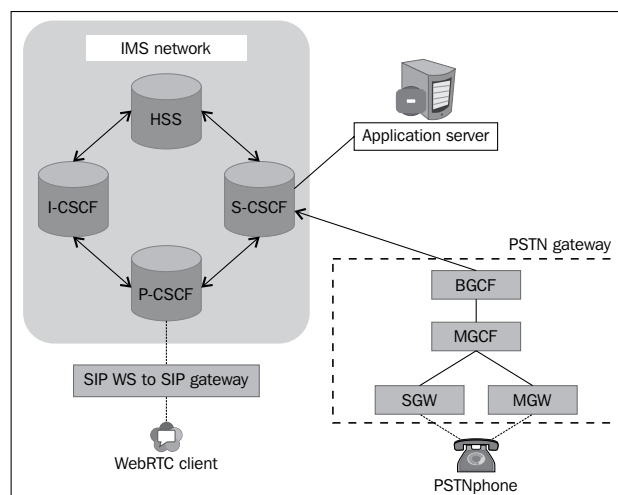 IMS network
HSS
Application server
I-CSCF
S-CSCF
PSTN gateway
P-CSCF
BGCF
MGCF
SIP WS to SIP gateway
SGW
MGW
WebRTC client
PSTNphone